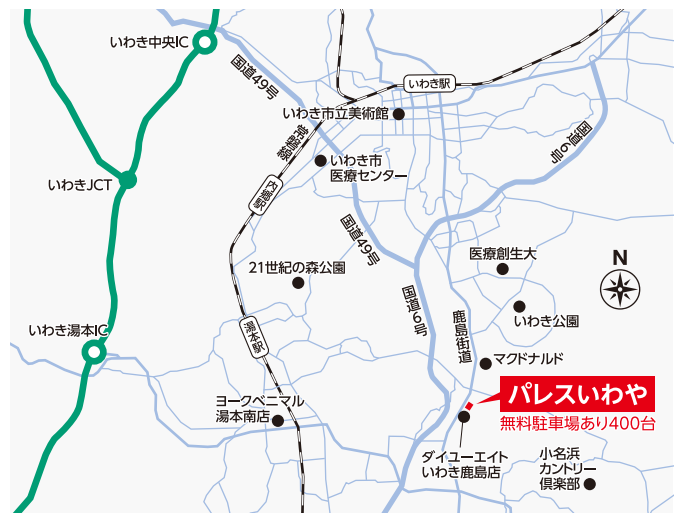 いわき中央IC
国道49号
いわき駅
いわき市立美術館
常磐線
国道6号
いわき市
医療センター
いわきJCT
内郷駅
国道49号
医療創生大
N
21世紀の森公園
国道6号
鹿島街道
いわき公園
いわき湯本IC
湯本駅
マクドナルド
パレスいわや
無料駐車場あり400台
ヨークベニマル
湯本南店
ダイユーエイト
いわき鹿島店
小名浜
カントリー
倶楽部